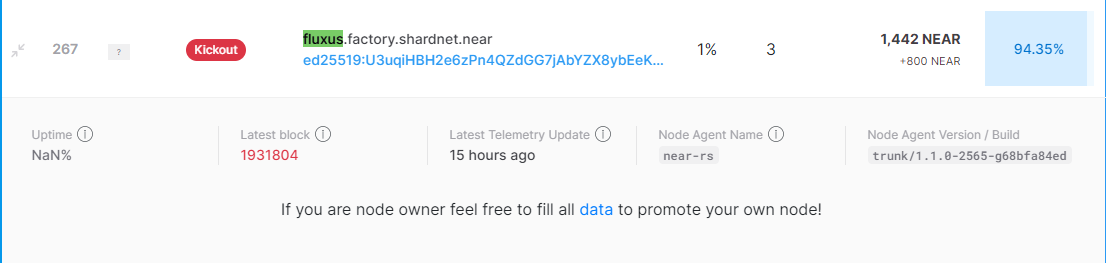 267
?
Kickout
fluxus.factory.shardnet.near
ed25519:U3uqiHBH2e6zPn4QZdGG7jAbYZX8ybEeK...
1%
3
1,442 NEAR
+800 NEAR
94.35%
Uptime
NaN%
Latest block
1931804
Latest Telemetry Update
15 hours ago
Node Agent Name
near-rs
Node Agent Version / Build
trunk/1.1.0-2565-g68bfa84ed
If you are node owner feel free to fill all data to promote your own node!